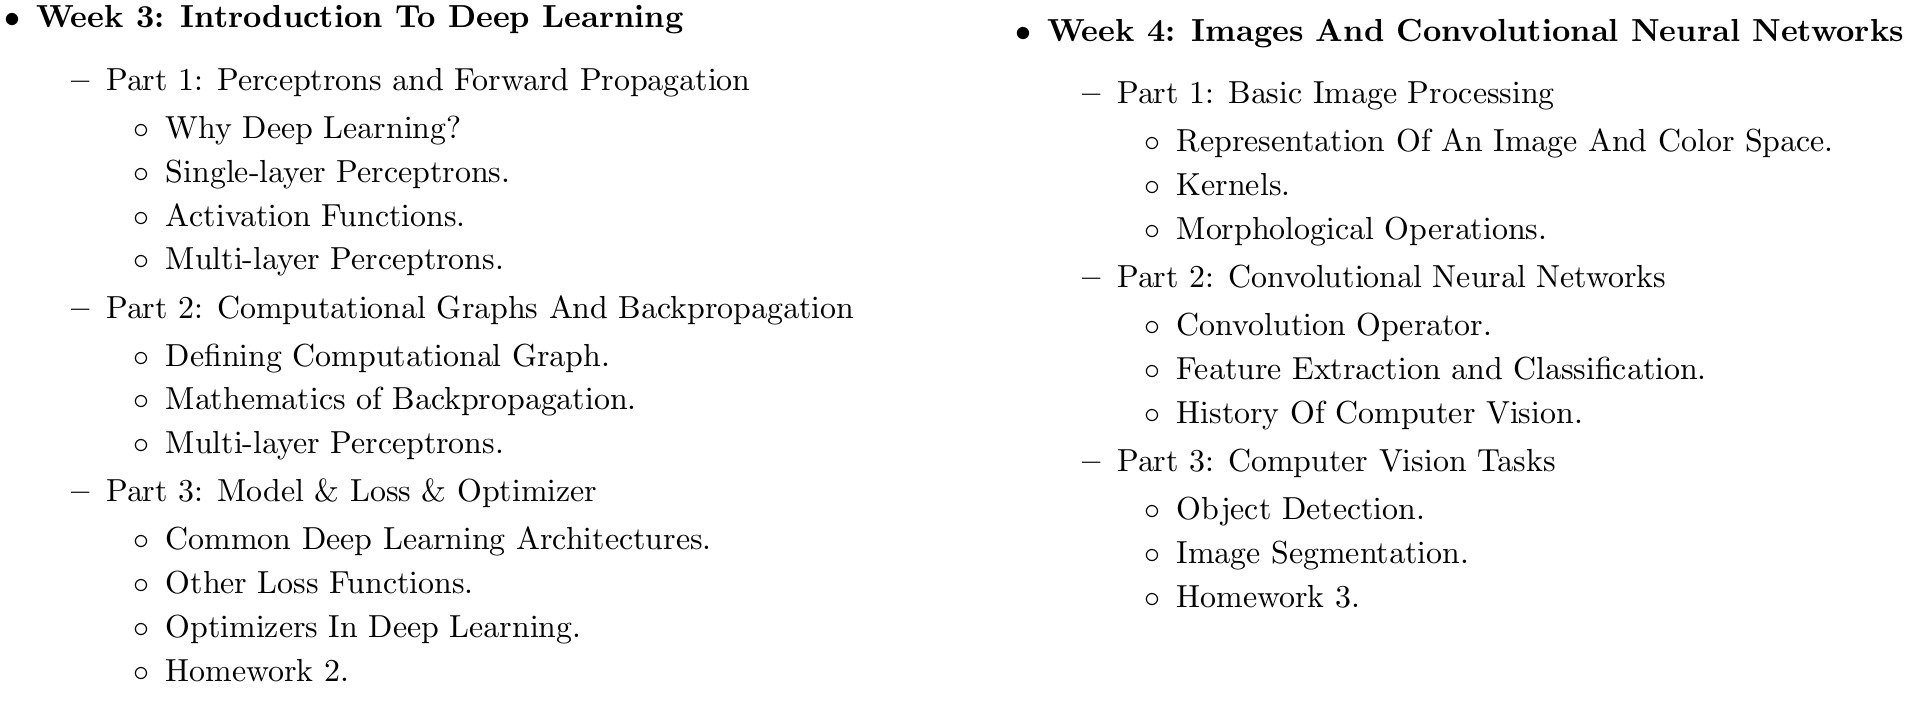 • Week 3: Introduction To Deep Learning
– Part 1: Perceptrons and Forward Propagation
◦ Why Deep Learning?
◦ Single-layer Perceptrons.
◦ Activation Functions.
◦ Multi-layer Perceptrons.
– Part 2: Computational Graphs And Backpropagation
◦ Defining Computational Graph.
◦ Mathematics of Backpropagation.
◦ Multi-layer Perceptrons.
– Part 3: Model & Loss & Optimizer
◦ Common Deep Learning Architectures.
◦ Other Loss Functions.
◦ Optimizers In Deep Learning.
◦ Homework 2.
• Week 4: Images And Convolutional Neural Networks
– Part 1: Basic Image Processing
◦ Representation Of An Image And Color Space.
◦ Kernels.
◦ Morphological Operations.
– Part 2: Convolutional Neural Networks
◦ Convolution Operator.
◦ Feature Extraction and Classification.
◦ History Of Computer Vision.
– Part 3: Computer Vision Tasks
◦ Object Detection.
◦ Image Segmentation.
◦ Homework 3.